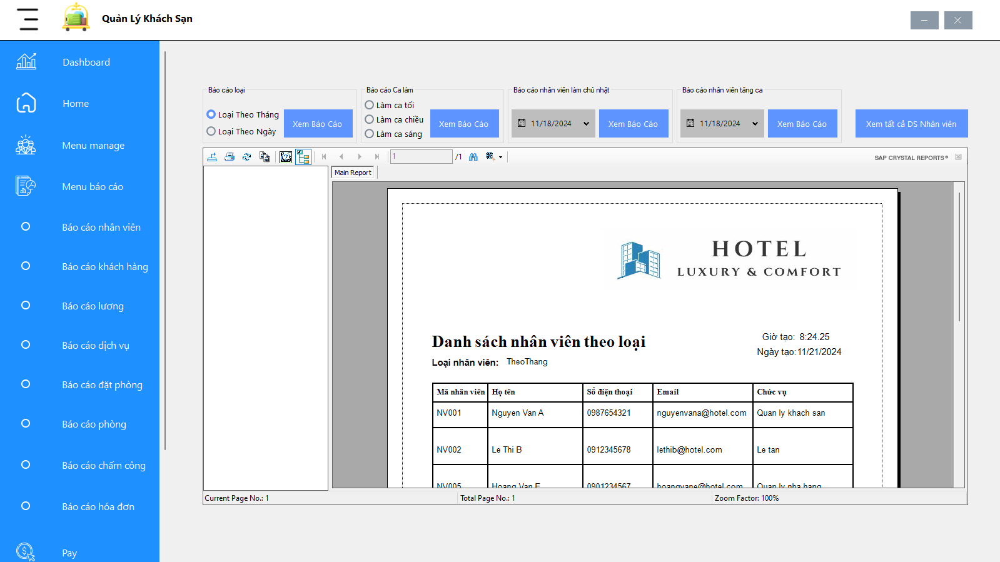 Quản Lý Khách Sạn
Dashboard
Home
Menu manage
Menu báo cáo
Báo cáo nhân viên
Báo cáo khách hàng
Báo cáo lương
Báo cáo dịch vụ
Báo cáo đặt phòng
Báo cáo phòng
Báo cáo chấm công
Báo cáo hóa đơn
Pay
Báo cáo loại
Loại Theo Tháng
Loại Theo Ngày
Xem Báo Cáo
Báo cáo Ca làm
Làm ca tối
Làm ca chiều
Làm ca sáng
Xem Báo Cáo
Báo cáo nhân viên làm chủ nhật
11/18/2024
Xem Báo Cáo
Báo cáo nhân viên tăng ca
11/18/2024
Xem Báo Cáo
Xem tất cả DS Nhân viên
1 /1
SAP CRYSTAL REPORTS®
Main Report
HOTEL
LUXURY & COMFORT
Danh sách nhân viên theo loại
Giờ tạo: 8:24.25
Ngày tạo: 11/21/2024
Loại nhân viên: TheoThang
Mã nhân viên Họ tên Số điện thoại Email Chức vụ
NV001 Nguyen Van A 0987654321 nguyenvana@hotel.com Quan ly khach san
NV002 Le Thi B 0912345678 lethib@hotel.com Le tan
NV005 Hoang Van E 0901234567 hoangvane@hotel.com Quan ly nha hang
Current Page No.: 1 Total Page No.: 1 Zoom Factor: 100%